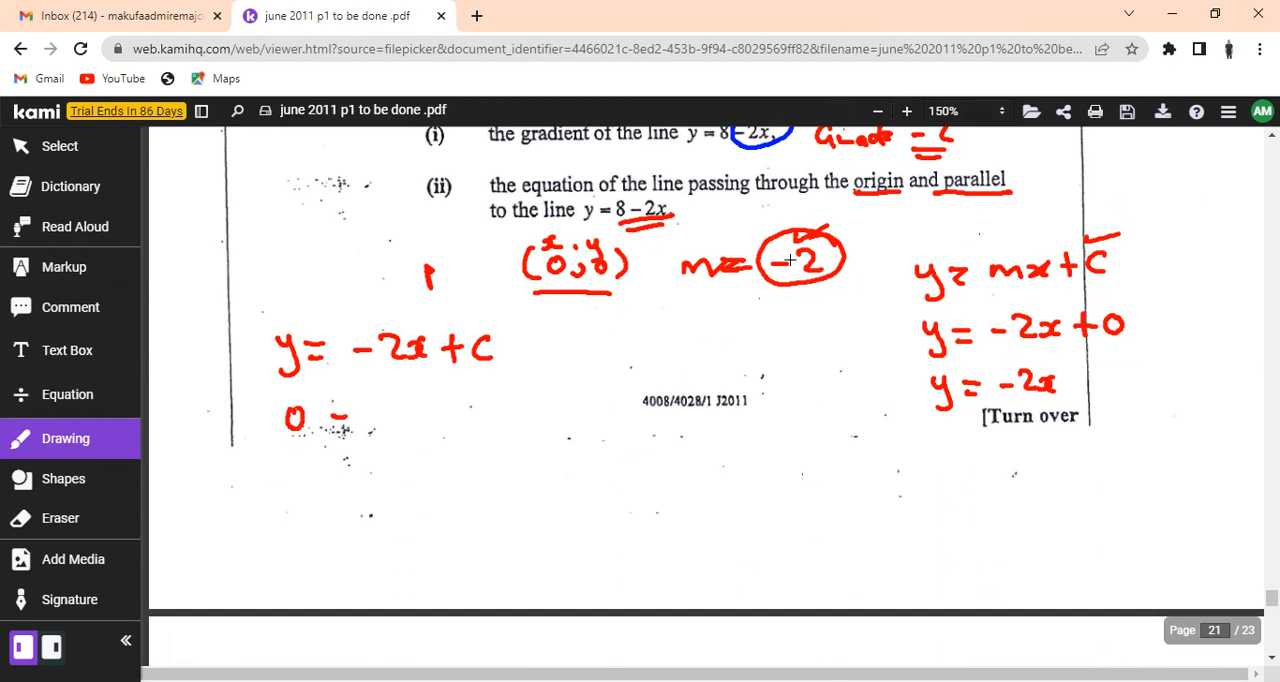 Inbox (214) - makufaadmiremajo
june 2011 p1 to be done .pdf
web.kamihq.com/web/viewer.html?source=filepicker&document_identifier=4466021c-8ed2-453b-9f94-c8029569ff82&filename=june%202011%20p1%20to%20be...
Gmail
YouTube
Maps
kami
Trial Ends In 86 Days
june 2011 p1 to be done .pdf
150%
AM
Select
Dictionary
Read Aloud
Markup
Comment
Text Box
Equation
Drawing
Shapes
Eraser
Add Media
Signature
(i) the gradient of the line y = 8 - 2x,
- 2
(ii) the equation of the line passing through the origin and parallel
to the line y = 8 - 2x.
x y
(0 ; 0) m = -2
y = mx + c
y = -2x + c
y = -2x + 0
y = -2x
0 =
4008/4028/1 J2011
[Turn over
Page 21 / 23